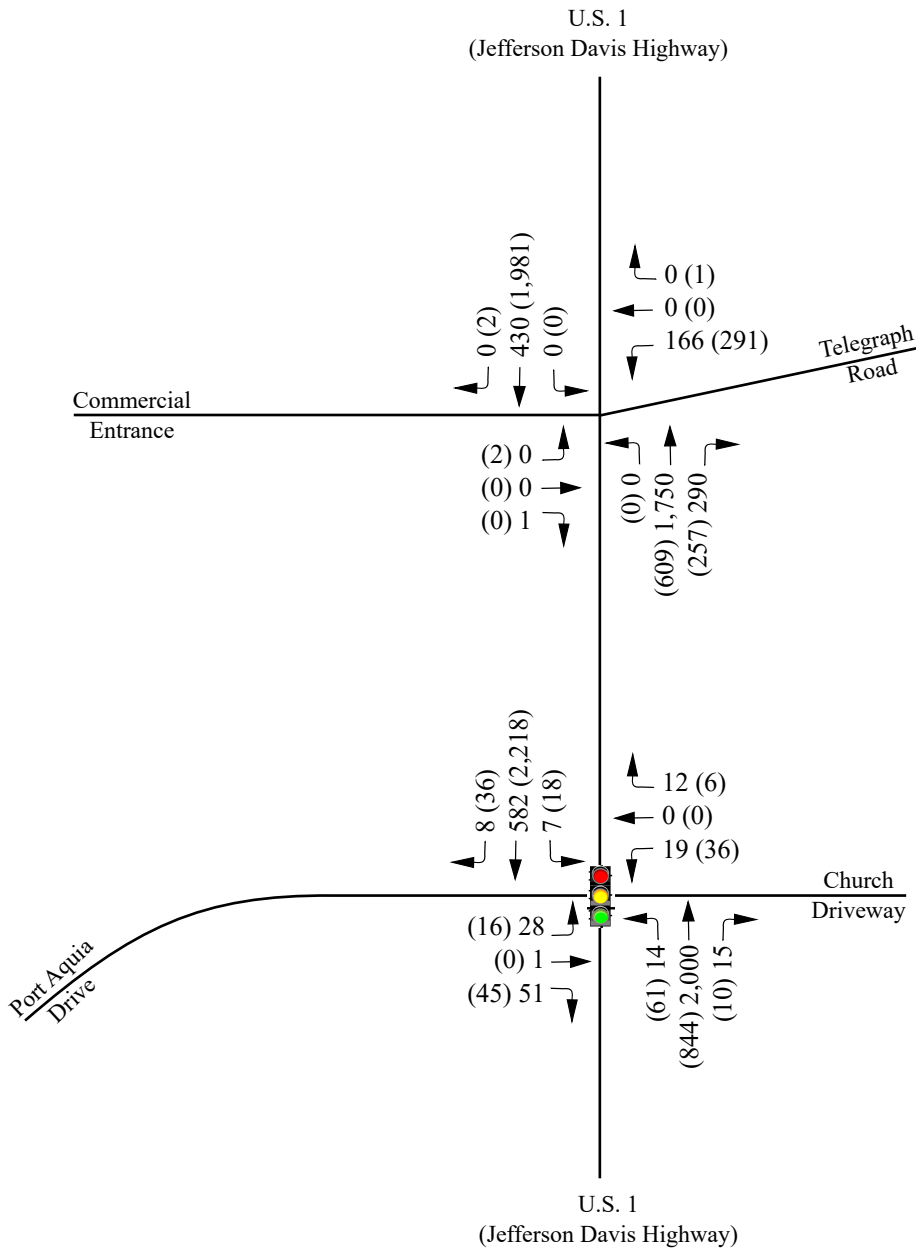 U.S. 1
(Jefferson Davis Highway)
0 (2)
430 (1,981)
0 (0)
0 (1)
0 (0)
166 (291)
Telegraph
Road
Commercial
Entrance
(2) 0
(0) 0
(0) 1
(0) 0
(609) 1,750
(257) 290
8 (36)
582 (2,218)
7 (18)
12 (6)
0 (0)
19 (36)
Church
Driveway
Port Aquia
Drive
(16) 28
(0) 1
(45) 51
(61) 14
(844) 2,000
(10) 15
U.S. 1
(Jefferson Davis Highway)